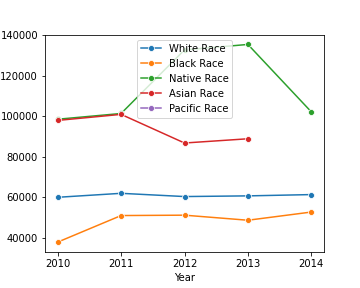 140000
120000
100000
80000
60000
40000
White Race
Black Race
Native Race
Asian Race
Pacific Race
2010 2011 2012 2013 2014
Year